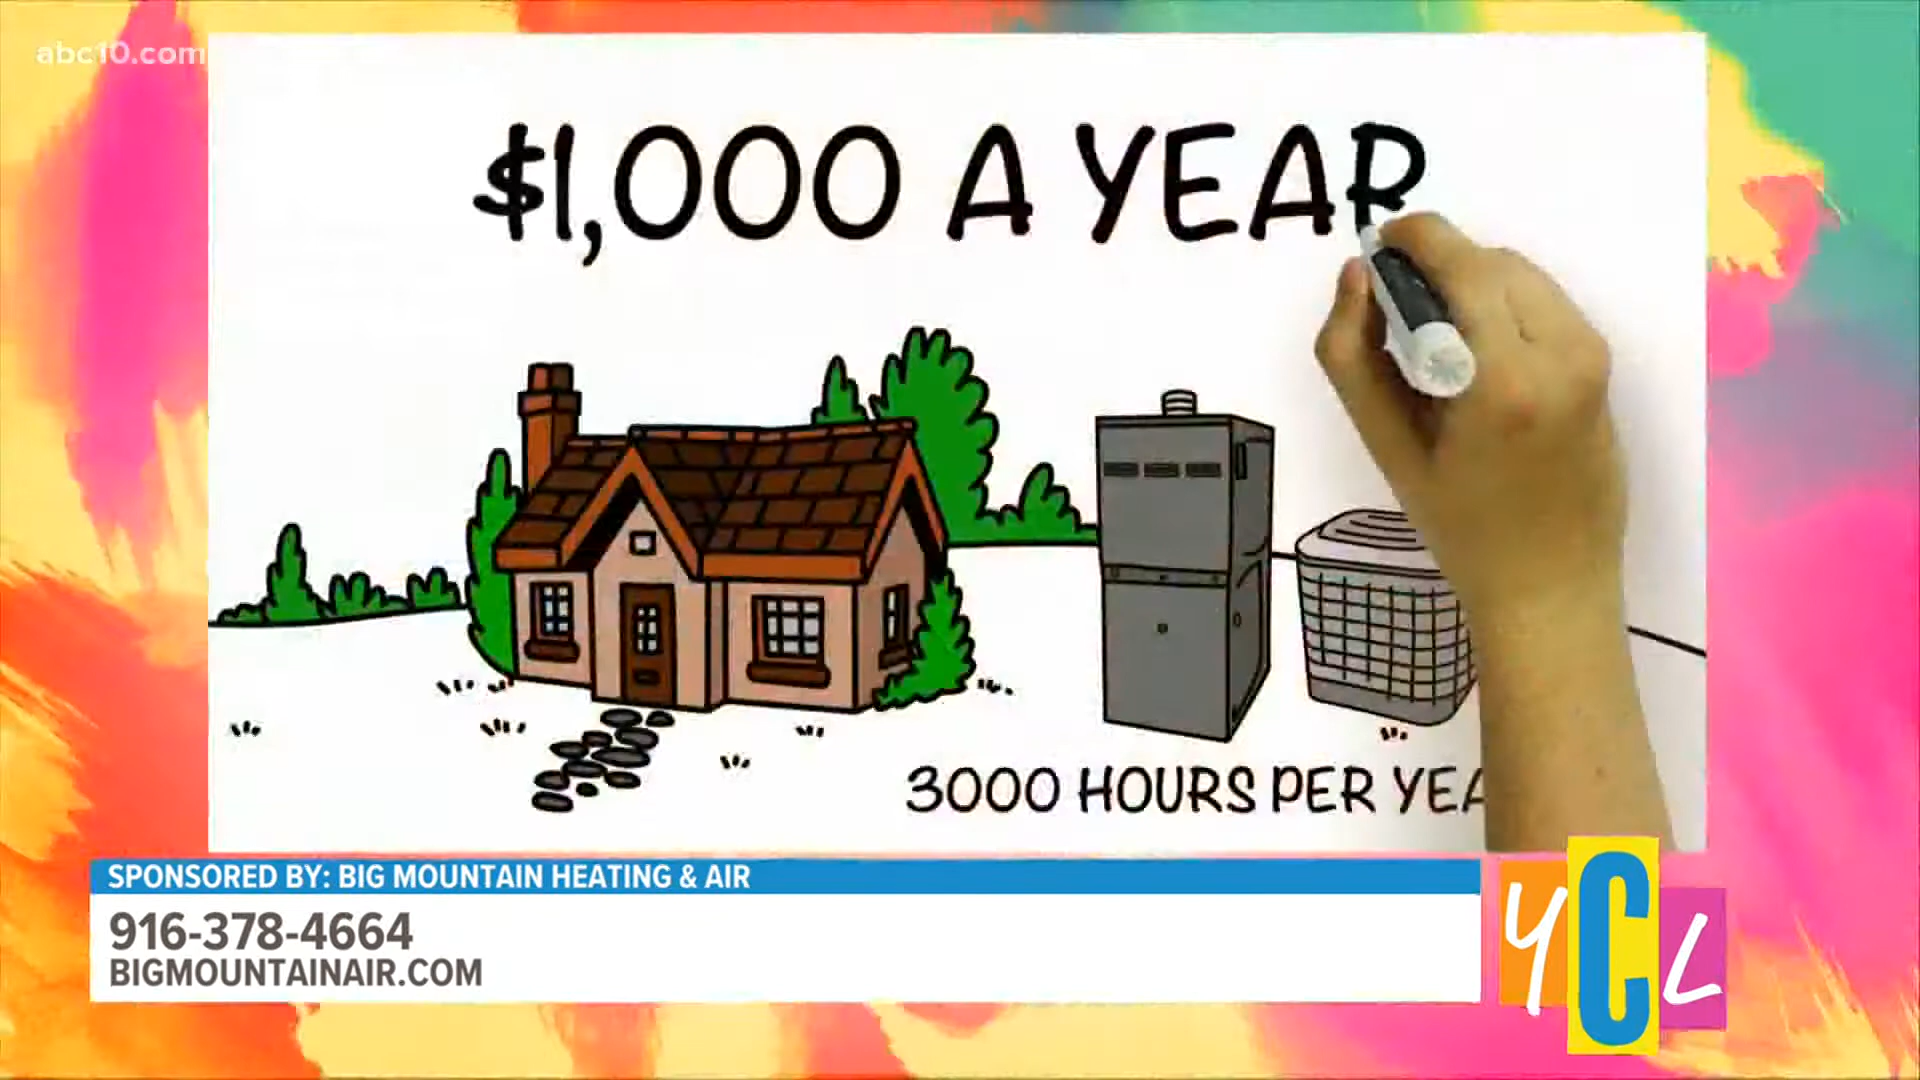 abc10.com
$1,000 A YEAR
3000 HOURS PER YEA
SPONSORED BY: BIG MOUNTAIN HEATING & AIR
916-378-4664
BIGMOUNTAINAIR.COM
YCL